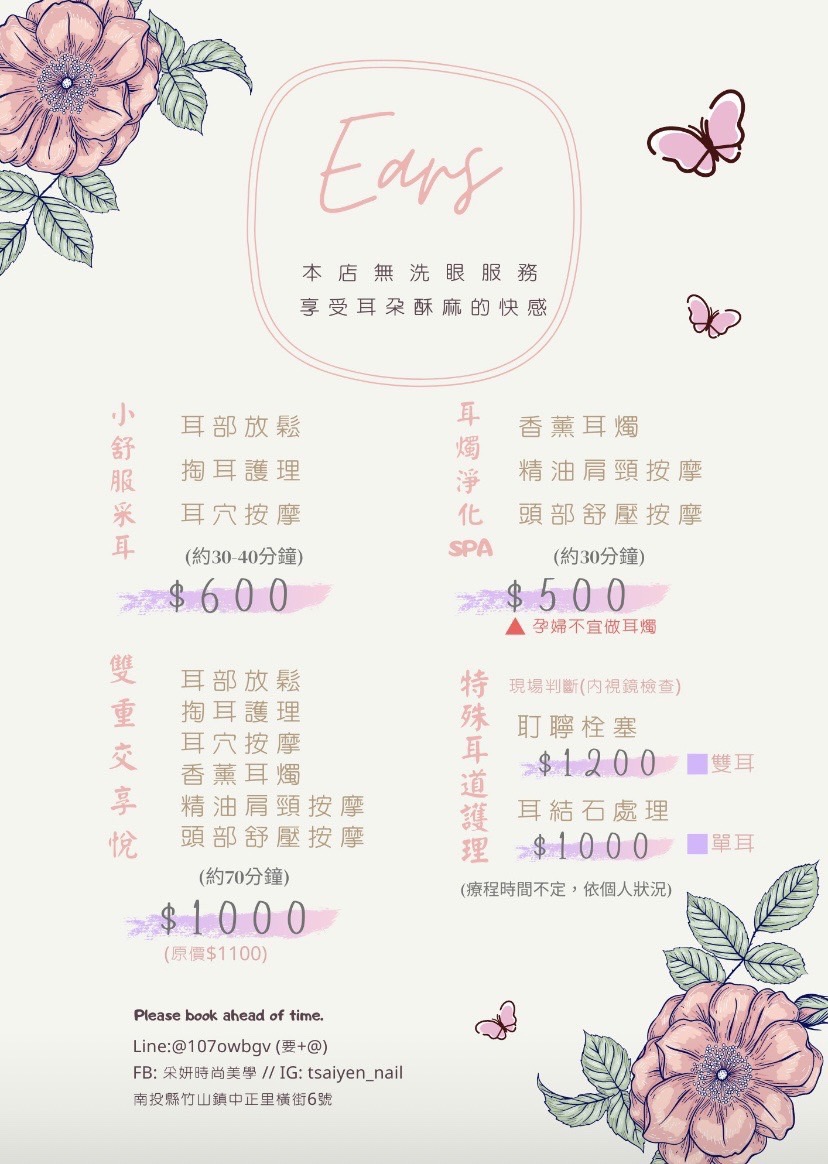 Ears
本店無洗眼服務
享受耳朵酥麻的快感
小舒服采耳
耳部放鬆
掏耳護理
耳穴按摩
(約30-40分鐘)
$600
耳燭淨化SPA
香薰耳燭
精油肩頸按摩
頭部舒壓按摩
(約30分鐘)
$500
孕婦不宜做耳燭
雙重交享悅
耳部放鬆
掏耳護理
耳穴按摩
香薰耳燭
精油肩頸按摩
頭部舒壓按摩
(約70分鐘)
$1000
(原價$1100)
特殊耳道護理
現場判斷(內視鏡檢查)
耵聹栓塞
$1200 雙耳
耳結石處理
$1000 單耳
(療程時間不定，依個人狀況)
Please book ahead of time.
Line:@107owbgv (要+@)
FB: 采妍時尚美學 // IG: tsaiyen_nail
南投縣竹山鎮中正里橫街6號